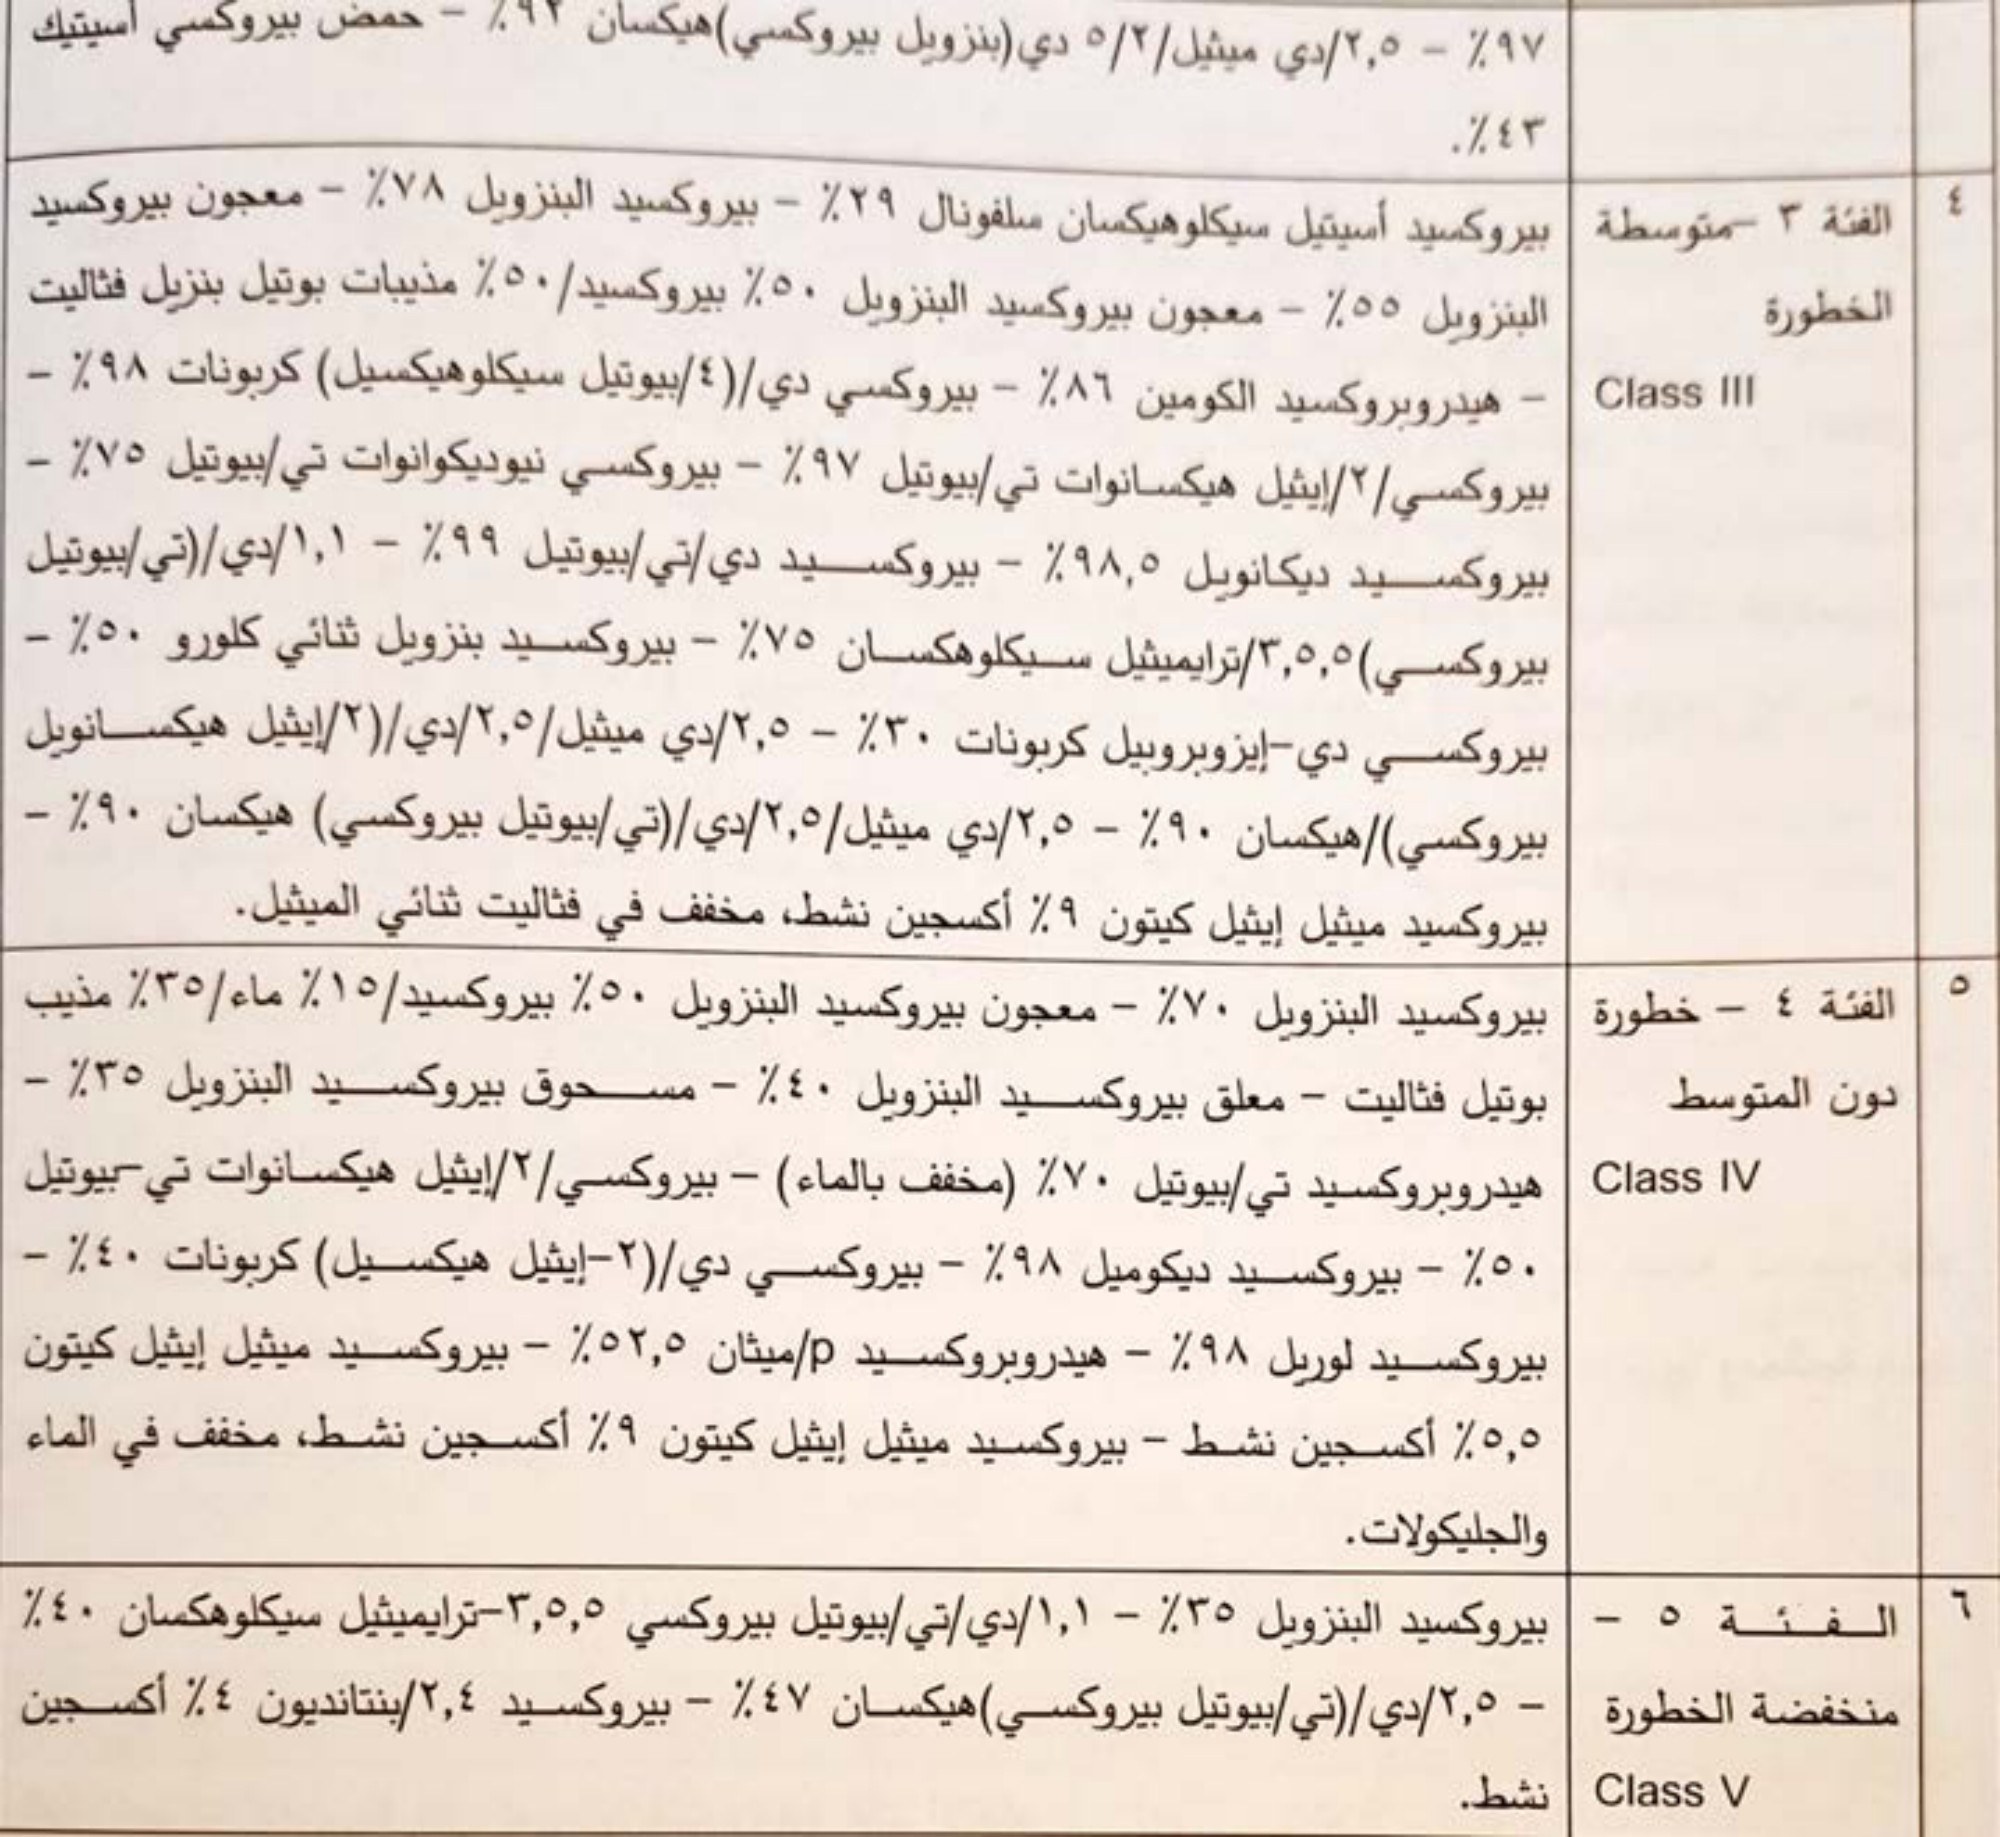 ٩٧٪ – ٢,٥/دي ميثيل/٥/٢ دي(بنزويل بيروكسي)هيكسان ٩٢٪ – حمض بيروكسي أسيتيك
٤٣٪.
٤
الفئة ٣ –متوسطة
الخطورة
Class III
بيروكسيد أسيتيل سيكلوهيكسان سلفونال ٢٩٪ – بيروكسيد البنزويل ٧٨٪ – معجون بيروكسيد
البنزويل ٥٥٪ – معجون بيروكسيد البنزويل ٥٠٪ بيروكسيد/٥٠٪ مذيبات بوتيل بنزيل فثاليت
– هيدروبروكسيد الكومين ٨٦٪ – بيروكسي دي/(٤/بيوتيل سيكلوهيكسيل) كربونات ٩٨٪ –
بيروكسي/٢/إيثيل هيكسانوات تي/بيوتيل ٩٧٪ – بيروكسي نيوديكوانوات تي/بيوتيل ٧٥٪ –
بيروكسيد ديكانويل ٩٨,٥٪ – بيروكسيد دي/تي/بيوتيل ٩٩٪ – ١,١/دي/(تي/بيوتيل
بيروكسي)٣,٥,٥/ترايميثيل سيكلوهكسان ٧٥٪ – بيروكسيد بنزويل ثنائي كلورو ٥٠٪ –
بيروكسي دي–إيزوبروبيل كربونات ٣٠٪ – ٢,٥/دي ميثيل/٢,٥/دي/(٢/إيثيل هيكسانويل
بيروكسي)/هيكسان ٩٠٪ – ٢,٥/دي ميثيل/٢,٥/دي/(تي/بيوتيل بيروكسي) هيكسان ٩٠٪ –
بيروكسيد ميثيل إيثيل كيتون ٩٪ أكسجين نشط، مخفف في فثاليت ثنائي الميثيل.
٥
الفئة ٤ – خطورة
دون المتوسط
Class IV
بيروكسيد البنزويل ٧٠٪ – معجون بيروكسيد البنزويل ٥٠٪ بيروكسيد/١٥٪ ماء/٣٥٪ مذيب
بوتيل فثاليت – معلق بيروكسيد البنزويل ٤٠٪ – مسحوق بيروكسيد البنزويل ٣٥٪ –
هيدروبروكسيد تي/بيوتيل ٧٠٪ (مخفف بالماء) – بيروكسي/٢/إيثيل هيكسانوات تي–بيوتيل
٥٠٪ – بيروكسيد ديكوميل ٩٨٪ – بيروكسي دي/(٢–إيثيل هيكسيل) كربونات ٤٠٪ –
بيروكسيد لوريل ٩٨٪ – هيدروبروكسيد p/ميثان ٥٢,٥٪ – بيروكسيد ميثيل إيثيل كيتون
٥,٥٪ أكسجين نشط – بيروكسيد ميثيل إيثيل كيتون ٩٪ أكسجين نشط، مخفف في الماء
والجليكولات.
٦
الفئة ٥ –
منخفضة الخطورة
Class V
بيروكسيد البنزويل ٣٥٪ – ١,١/دي/تي/بيوتيل بيروكسي ٣,٥,٥–ترايميثيل سيكلوهكسان ٤٠٪
– ٢,٥/دي/(تي/بيوتيل بيروكسي)هيكسان ٤٧٪ – بيروكسيد ٢,٤/بنتانديون ٤٪ أكسجين
نشط.